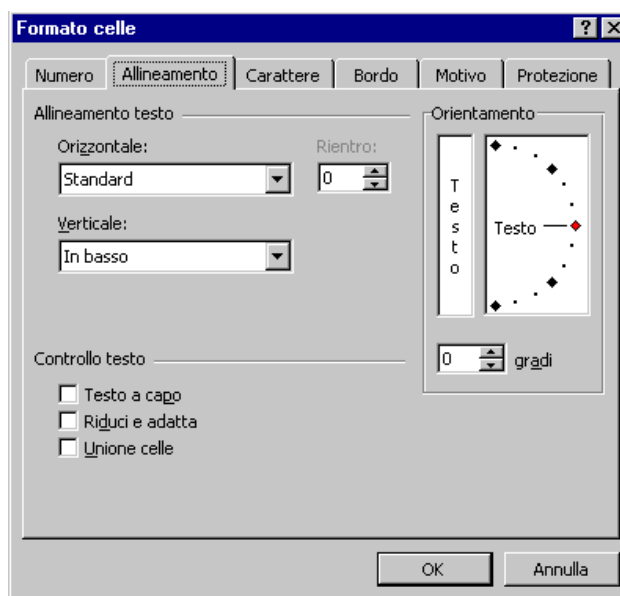 Formato celle
Numero Allineamento Carattere Bordo Motivo Protezione
Allineamento testo
Orizzontale:
Rientro:
Standard
0
Verticale:
In basso
Orientamento
Testo
Testo
0 gradi
Controllo testo
Testo a capo
Riduci e adatta
Unione celle
OK
Annulla